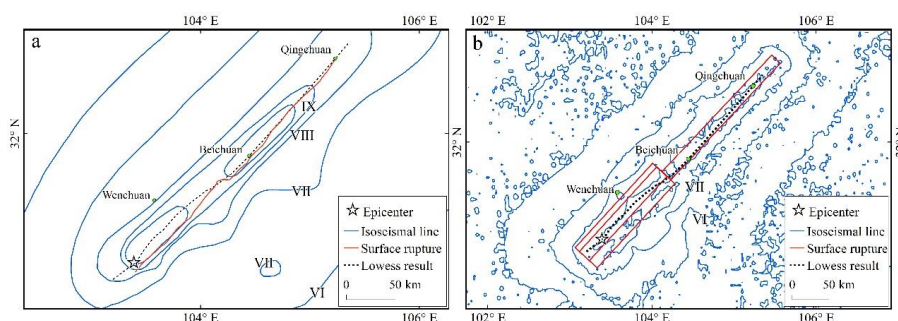 104° E
106° E
102° E
104° E
106° E
a
b
Qingchuan
IX
Beichuan
VIII
32° N
Wenchuan
VII
VII
VI
Epicenter
Isoseismal line
Surface rupture
Lowess result
0
50 km
104° E
106° E
Qingchuan
32° N
Beichuan
Wenchuan
VII
VI
Epicenter
Isoseismal line
Surface rupture
Lowess result
0
50 km
32° N
102° E
104° E
106° E